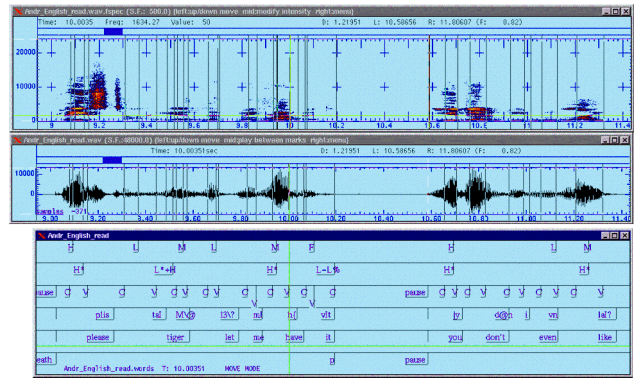 Andr_English_read.wav.fspec (S.F.: 500.0) (left:up/down move mid:modify intensity right:menu)
Time: 10.0035 Freq: 1634.27 Value: 50 D: 1.21951 L: 10.58656 R: 11.80607 (F: 0.82)
20000
10000
0
9.2 9.4 9.6 9.8 10.0 10.2 10.4 10.6 10.8 11.0 11.2 11.4
Andr_English_read.wav (S.F.:48000.0) (left:up/down move mid:play between marks right:menu)
Time: 10.00351sec D: 1.21951 L: 10.58656 R: 11.80607 (F: 0.82)
10000
0
samples
9.00 9.20 9.40 9.60 9.80 10.00 10.20 10.40 10.60 10.80 11.00 11.20 11.40
Andr_English_read
H L M L M F H L M
H* L*+H H* L-L% H* H*
ause C V C V C V C V C V C V C pause C V C V C V C V C
plis tal M\@ l3\? mI h( vIt jy d@n i vn laI?
please tiger let me have it you don't even like
eath p pause
Andr_English_read.words T: 10.00351 MOVE MODE